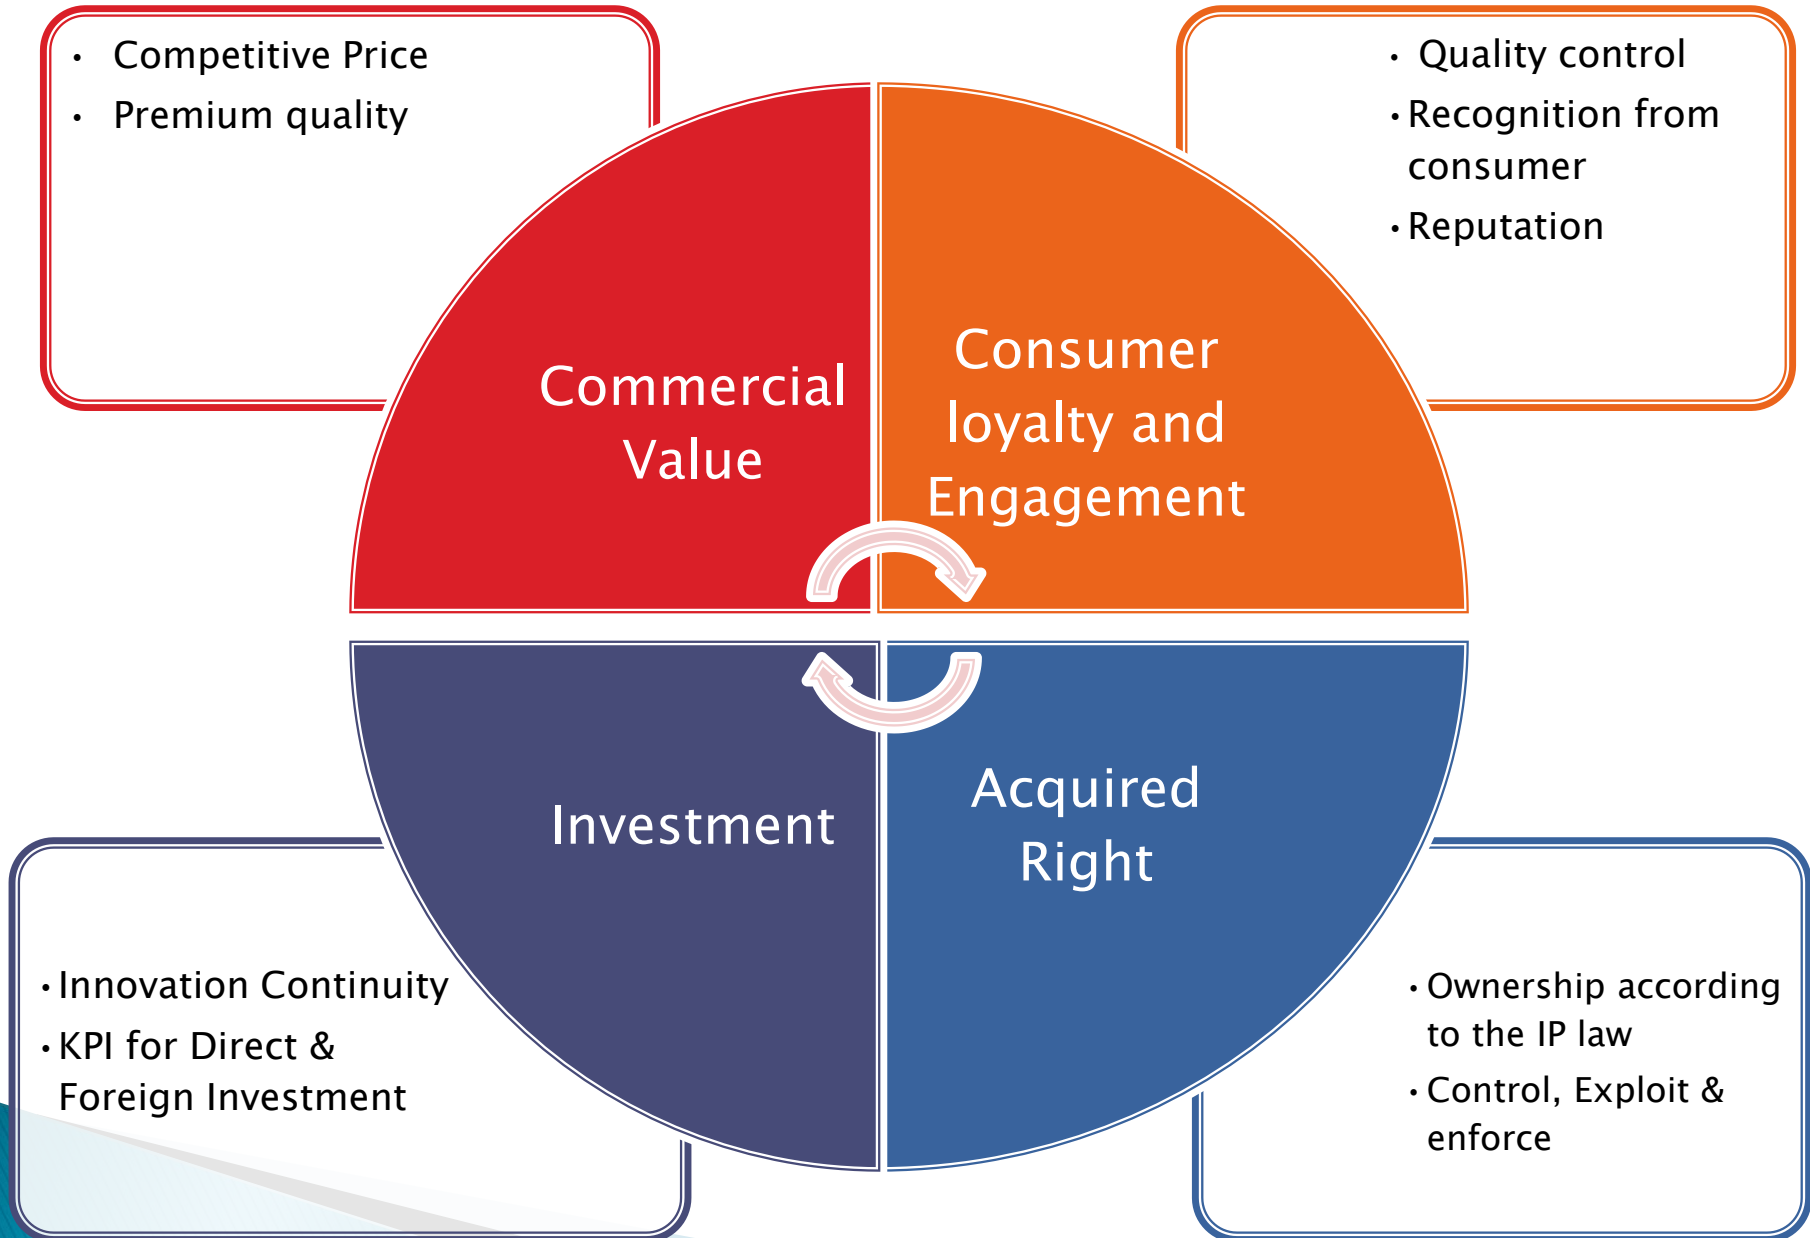 • Competitive Price
• Premium quality
• Quality control
• Recognition from
consumer
• Reputation
Commercial
Value
Consumer
loyalty and
Engagement
Investment
Acquired
Right
• Innovation Continuity
• KPI for Direct &
Foreign Investment
• Ownership according
to the IP law
• Control, Exploit &
enforce